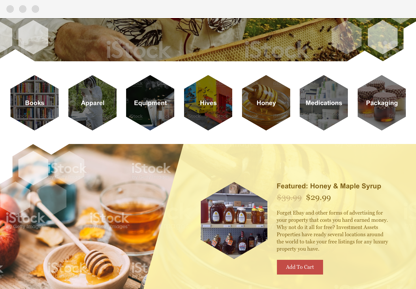 iStock
iStock
Books Apparel Equipment Hives Honey Medications Packaging
iStock
iStock
Featured: Honey & Maple Syrup
$39.99 $29.99
Forget Ebay and other forms of advertising for
your property that costs you hard earned money.
Why not do it all for free? Investment Assets
Properties have ready several locations around
the world to take your free listings for any luxury
property you have.
Add To Cart